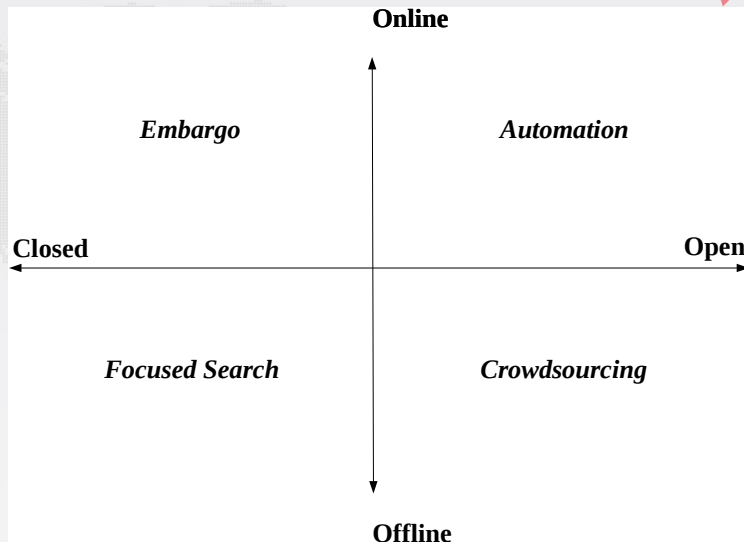 Online
Embargo
Automation
Closed
Open
Focused Search
Crowdsourcing
Offline